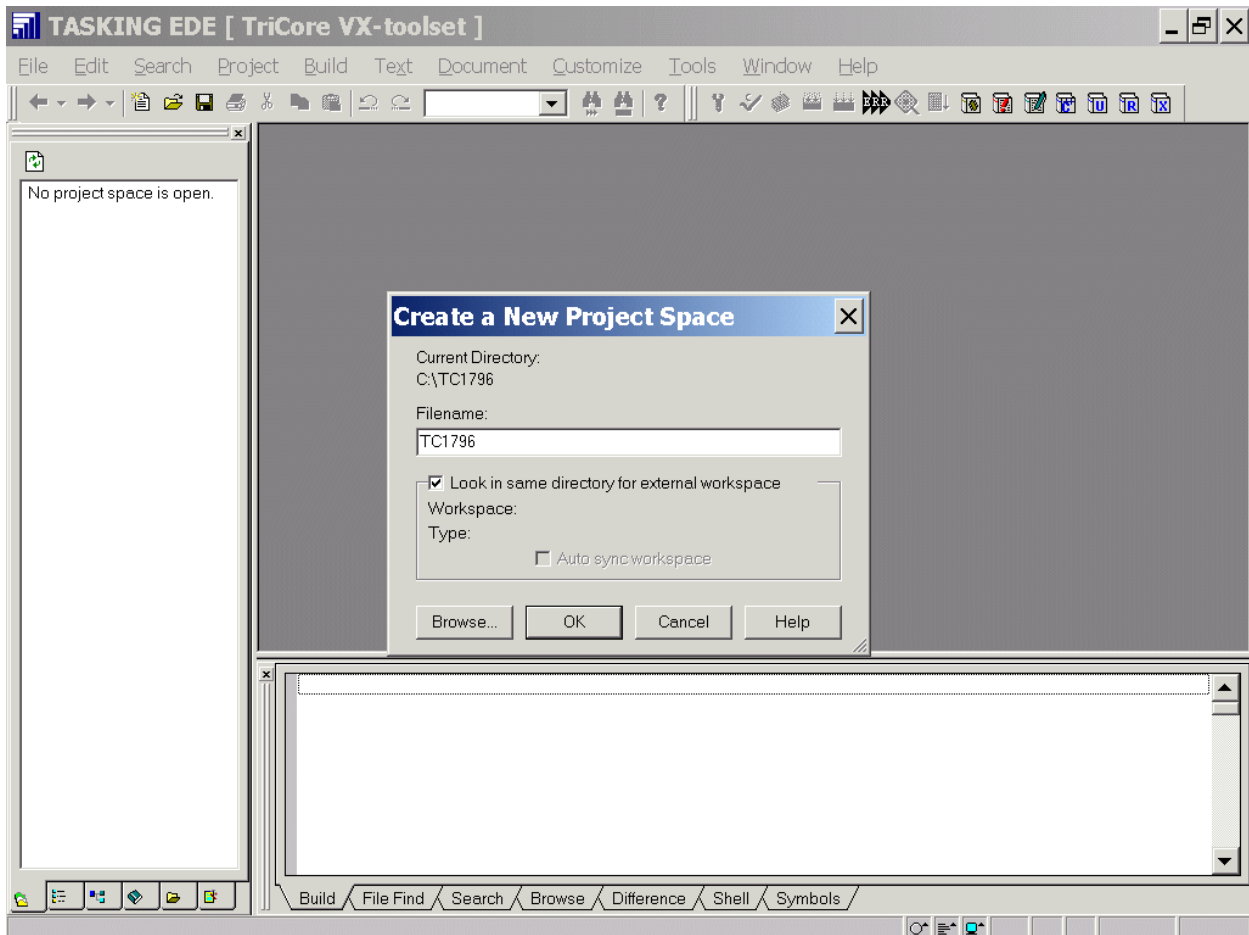 TASKING EDE [ TriCore VX-toolset ]
File Edit Search Project Build Text Document Customize Tools Window Help
ERR
No project space is open.
Create a New Project Space
Current Directory:
C:\TC1796
Filename:
TC1796
Look in same directory for external workspace
Workspace:
Type:
Auto sync workspace
Browse... OK Cancel Help
Build File Find Search Browse Difference Shell Symbols